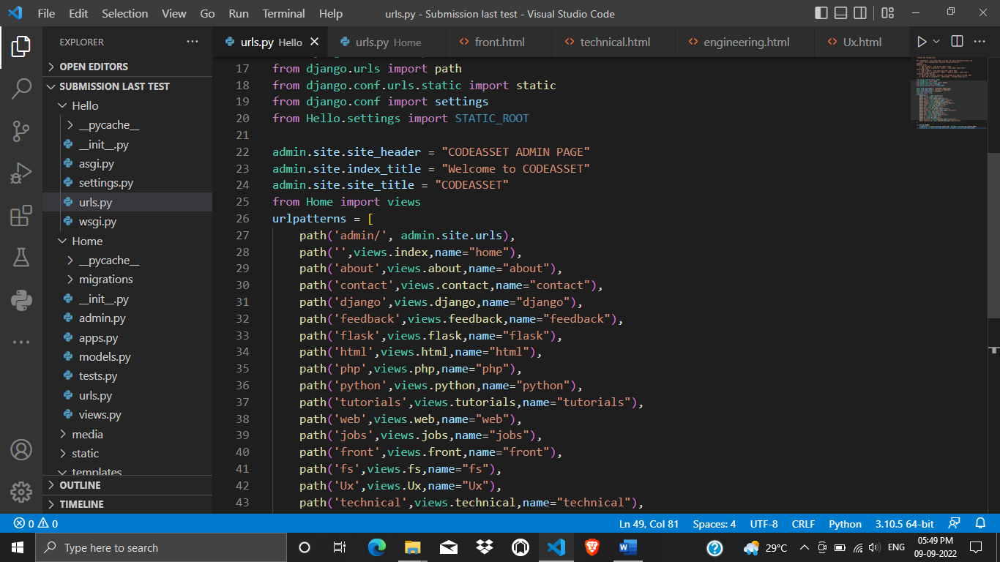 File Edit Selection View Go Run Terminal Help urls.py - Submission last test - Visual Studio Code
EXPLORER ... urls.py Hello × urls.py Home <> front.html <> technical.html <> engineering.html <> Ux.html ...
> OPEN EDITORS
SUBMISSION LAST TEST
Hello
> __pycache__
__init__.py
asgi.py
settings.py
urls.py
wsgi.py
Home
> __pycache__
> migrations
__init__.py
admin.py
apps.py
models.py
tests.py
urls.py
views.py
> media
> static
templates
> OUTLINE
> TIMELINE
17 from django.urls import path
18 from django.conf.urls.static import static
19 from django.conf import settings
20 from Hello.settings import STATIC_ROOT
21
22 admin.site.site_header = "CODEASSET ADMIN PAGE"
23 admin.site.index_title = "Welcome to CODEASSET"
24 admin.site.site_title = "CODEASSET"
25 from Home import views
26 urlpatterns = [
27 path('admin/', admin.site.urls),
28 path('',views.index,name="home"),
29 path('about',views.about,name="about"),
30 path('contact',views.contact,name="contact"),
31 path('django',views.django,name="django"),
32 path('feedback',views.feedback,name="feedback"),
33 path('flask',views.flask,name="flask"),
34 path('html',views.html,name="html"),
35 path('php',views.php,name="php"),
36 path('python',views.python,name="python"),
37 path('tutorials',views.tutorials,name="tutorials"),
38 path('web',views.web,name="web"),
39 path('jobs',views.jobs,name="jobs"),
40 path('front',views.front,name="front"),
41 path('fs',views.fs,name="fs"),
42 path('Ux',views.Ux,name="Ux"),
43 path('technical',views.technical,name="technical"),
0 0 Ln 49, Col 81 Spaces: 4 UTF-8 CRLF Python 3.10.5 64-bit
Type here to search 29°C ENG 05:49 PM
09-09-2022